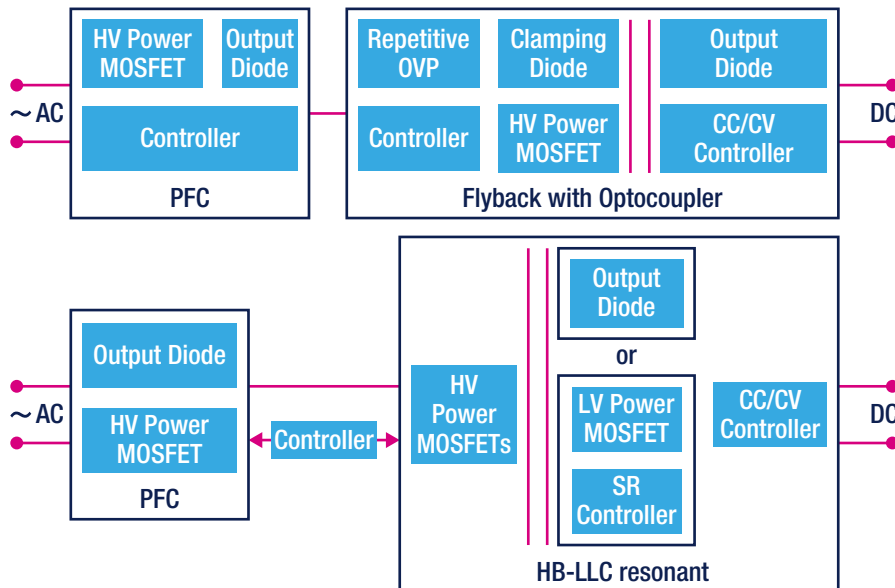 HV Power
MOSFET
Output
Diode
Controller
PFC
~ AC
Repetitive
OVP
Clamping
Diode
Output
Diode
Controller
HV Power
MOSFET
CC/CV
Controller
Flyback with Optocoupler
DC
Output Diode
HV Power
MOSFET
PFC
~ AC
Controller
HV
Power
MOSFETs
Output
Diode
or
LV Power
MOSFET
SR
Controller
CC/CV
Controller
HB-LLC resonant
DC